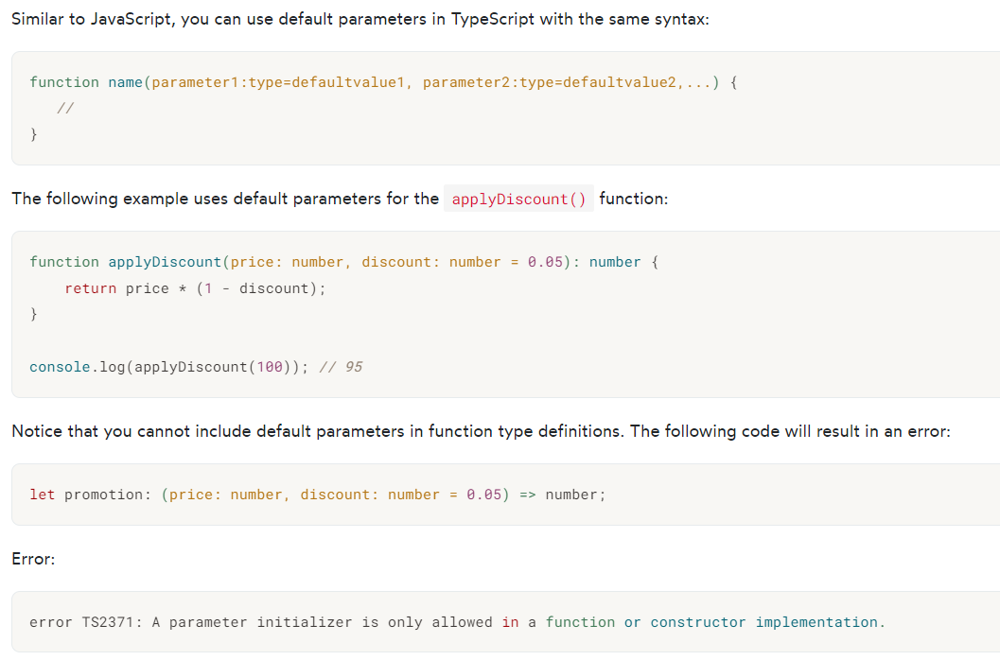 Similar to JavaScript, you can use default parameters in TypeScript with the same syntax:
function name(parameter1:type=defaultvalue1, parameter2:type=defaultvalue2,...) {
   //
}
The following example uses default parameters for the applyDiscount() function:
function applyDiscount(price: number, discount: number = 0.05): number {
    return price * (1 - discount);
}
console.log(applyDiscount(100)); // 95
Notice that you cannot include default parameters in function type definitions. The following code will result in an error:
let promotion: (price: number, discount: number = 0.05) => number;
Error:
error TS2371: A parameter initializer is only allowed in a function or constructor implementation.